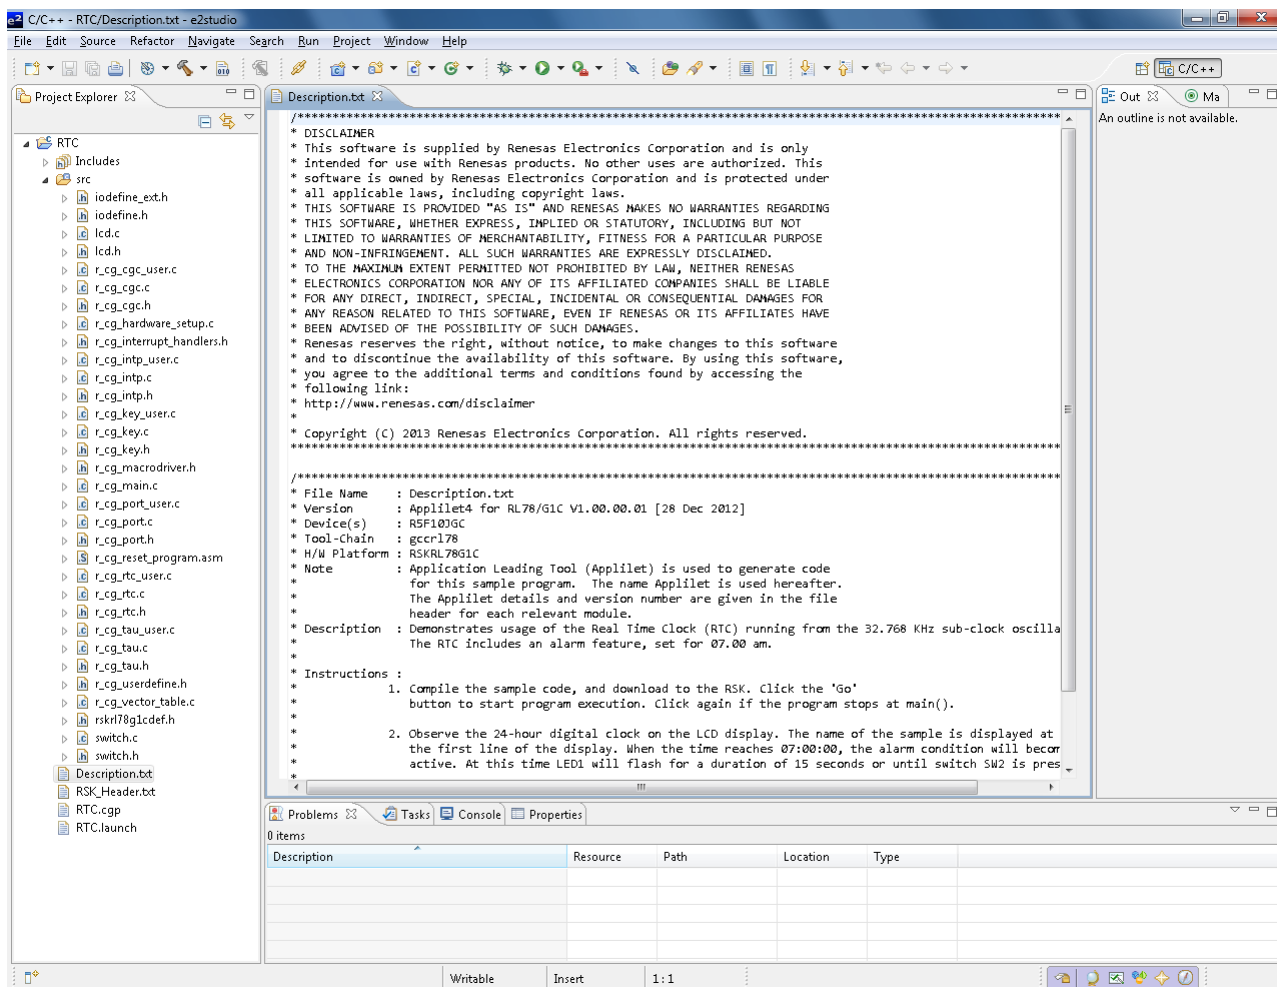 C/C++ - RTC/Description.txt - e2studio
File Edit Source Refactor Navigate Search Run Project Window Help
C/C++
Project Explorer
RTC
Includes
src
iodefine_ext.h
iodefine.h
lcd.c
lcd.h
r_cg_cgc_user.c
r_cg_cgc.c
r_cg_cgc.h
r_cg_hardware_setup.c
r_cg_interrupt_handlers.h
r_cg_intp_user.c
r_cg_intp.c
r_cg_intp.h
r_cg_key_user.c
r_cg_key.c
r_cg_key.h
r_cg_macrodriver.h
r_cg_main.c
r_cg_port_user.c
r_cg_port.c
r_cg_port.h
r_cg_reset_program.asm
r_cg_rtc_user.c
r_cg_rtc.c
r_cg_rtc.h
r_cg_tau_user.c
r_cg_tau.c
r_cg_tau.h
r_cg_userdefine.h
r_cg_vector_table.c
rskrl78g1cdef.h
switch.c
switch.h
Description.txt
RSK_Header.txt
RTC.cgp
RTC.launch
Description.txt
/***********************************************************************************
* DISCLAIMER
* This software is supplied by Renesas Electronics Corporation and is only
* intended for use with Renesas products. No other uses are authorized. This
* software is owned by Renesas Electronics Corporation and is protected under
* all applicable laws, including copyright laws.
* THIS SOFTWARE IS PROVIDED "AS IS" AND RENESAS MAKES NO WARRANTIES REGARDING
* THIS SOFTWARE, WHETHER EXPRESS, IMPLIED OR STATUTORY, INCLUDING BUT NOT
* LIMITED TO WARRANTIES OF MERCHANTABILITY, FITNESS FOR A PARTICULAR PURPOSE
* AND NON-INFRINGEMENT. ALL SUCH WARRANTIES ARE EXPRESSLY DISCLAIMED.
* TO THE MAXIMUM EXTENT PERMITTED NOT PROHIBITED BY LAW, NEITHER RENESAS
* ELECTRONICS CORPORATION NOR ANY OF ITS AFFILIATED COMPANIES SHALL BE LIABLE
* FOR ANY DIRECT, INDIRECT, SPECIAL, INCIDENTAL OR CONSEQUENTIAL DAMAGES FOR
* ANY REASON RELATED TO THIS SOFTWARE, EVEN IF RENESAS OR ITS AFFILIATES HAVE
* BEEN ADVISED OF THE POSSIBILITY OF SUCH DAMAGES.
* Renesas reserves the right, without notice, to make changes to this software
* and to discontinue the availability of this software. By using this software,
* you agree to the additional terms and conditions found by accessing the
* following link:
* http://www.renesas.com/disclaimer
*
* Copyright (C) 2013 Renesas Electronics Corporation. All rights reserved.
************************************************************************************
/***********************************************************************************
* File Name : Description.txt
* Version : Applilet4 for RL78/G1C V1.00.00.01 [28 Dec 2012]
* Device(s) : R5F10JGC
* Tool-Chain : gccrl78
* H/W Platform : RSKRL78G1C
* Note : Application Leading Tool (Applilet) is used to generate code
* for this sample program. The name Applilet is used hereafter.
* The Applilet details and version number are given in the file
* header for each relevant module.
* Description : Demonstrates usage of the Real Time Clock (RTC) running from the 32.768 KHz sub-clock oscilla
* The RTC includes an alarm feature, set for 07.00 am.
*
* Instructions :
* 1. Compile the sample code, and download to the RSK. Click the 'Go'
* button to start program execution. Click again if the program stops at main().
*
* 2. Observe the 24-hour digital clock on the LCD display. The name of the sample is displayed at
* the first line of the display. When the time reaches 07:00:00, the alarm condition will becom
* active. At this time LED1 will flash for a duration of 15 seconds or until switch SW2 is pres
*
Out Ma
An outline is not available.
Problems Tasks Console Properties
0 items
Description Resource Path Location Type
Writable Insert 1:1